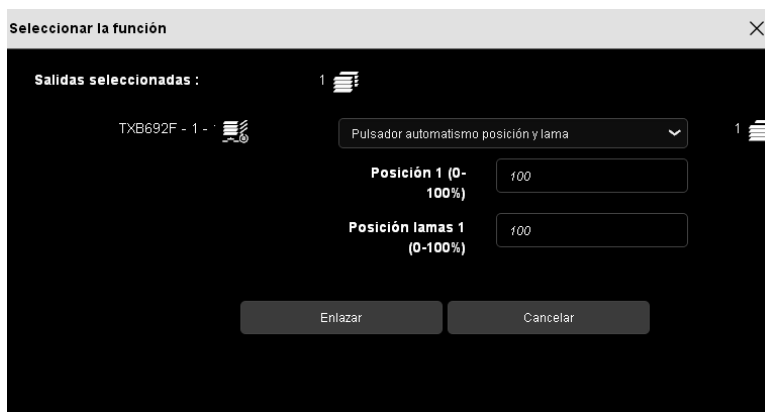 Seleccionar la función
Salidas seleccionadas :
1
TXB692F - 1 -
Pulsador automatismo posición y lama
1
Posición 1 (0-
100%)
100
Posición lamas 1
(0-100%)
100
Enlazar
Cancelar